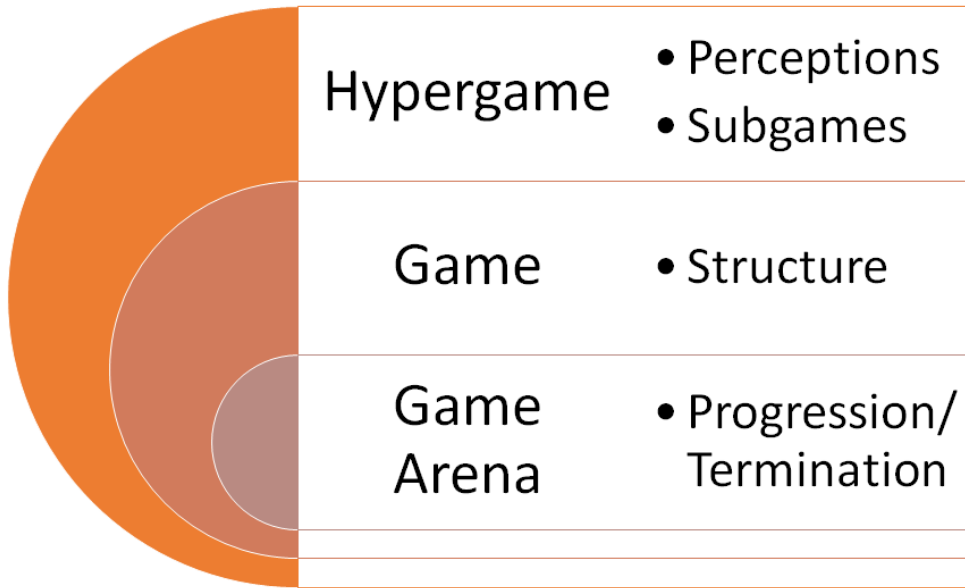 Hypergame
• Perceptions
• Subgames
Game
• Structure
Game
Arena
• Progression/
Termination